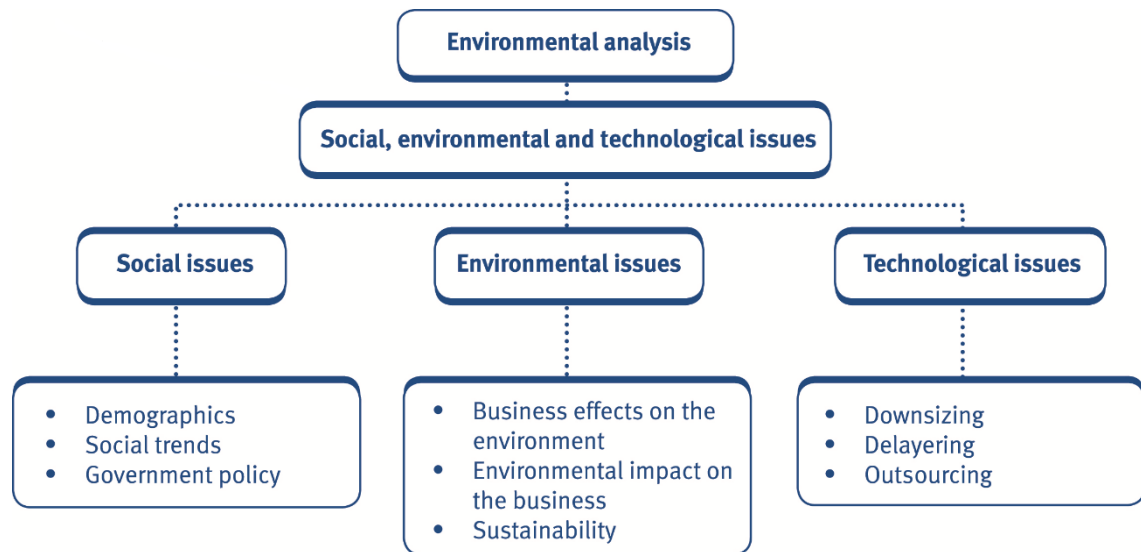 Environmental analysis
Social, environmental and technological issues
Social issues
Environmental issues
Technological issues
• Demographics
• Social trends
• Government policy
• Business effects on the
environment
• Environmental impact on
the business
• Sustainability
• Downsizing
• Delayering
• Outsourcing